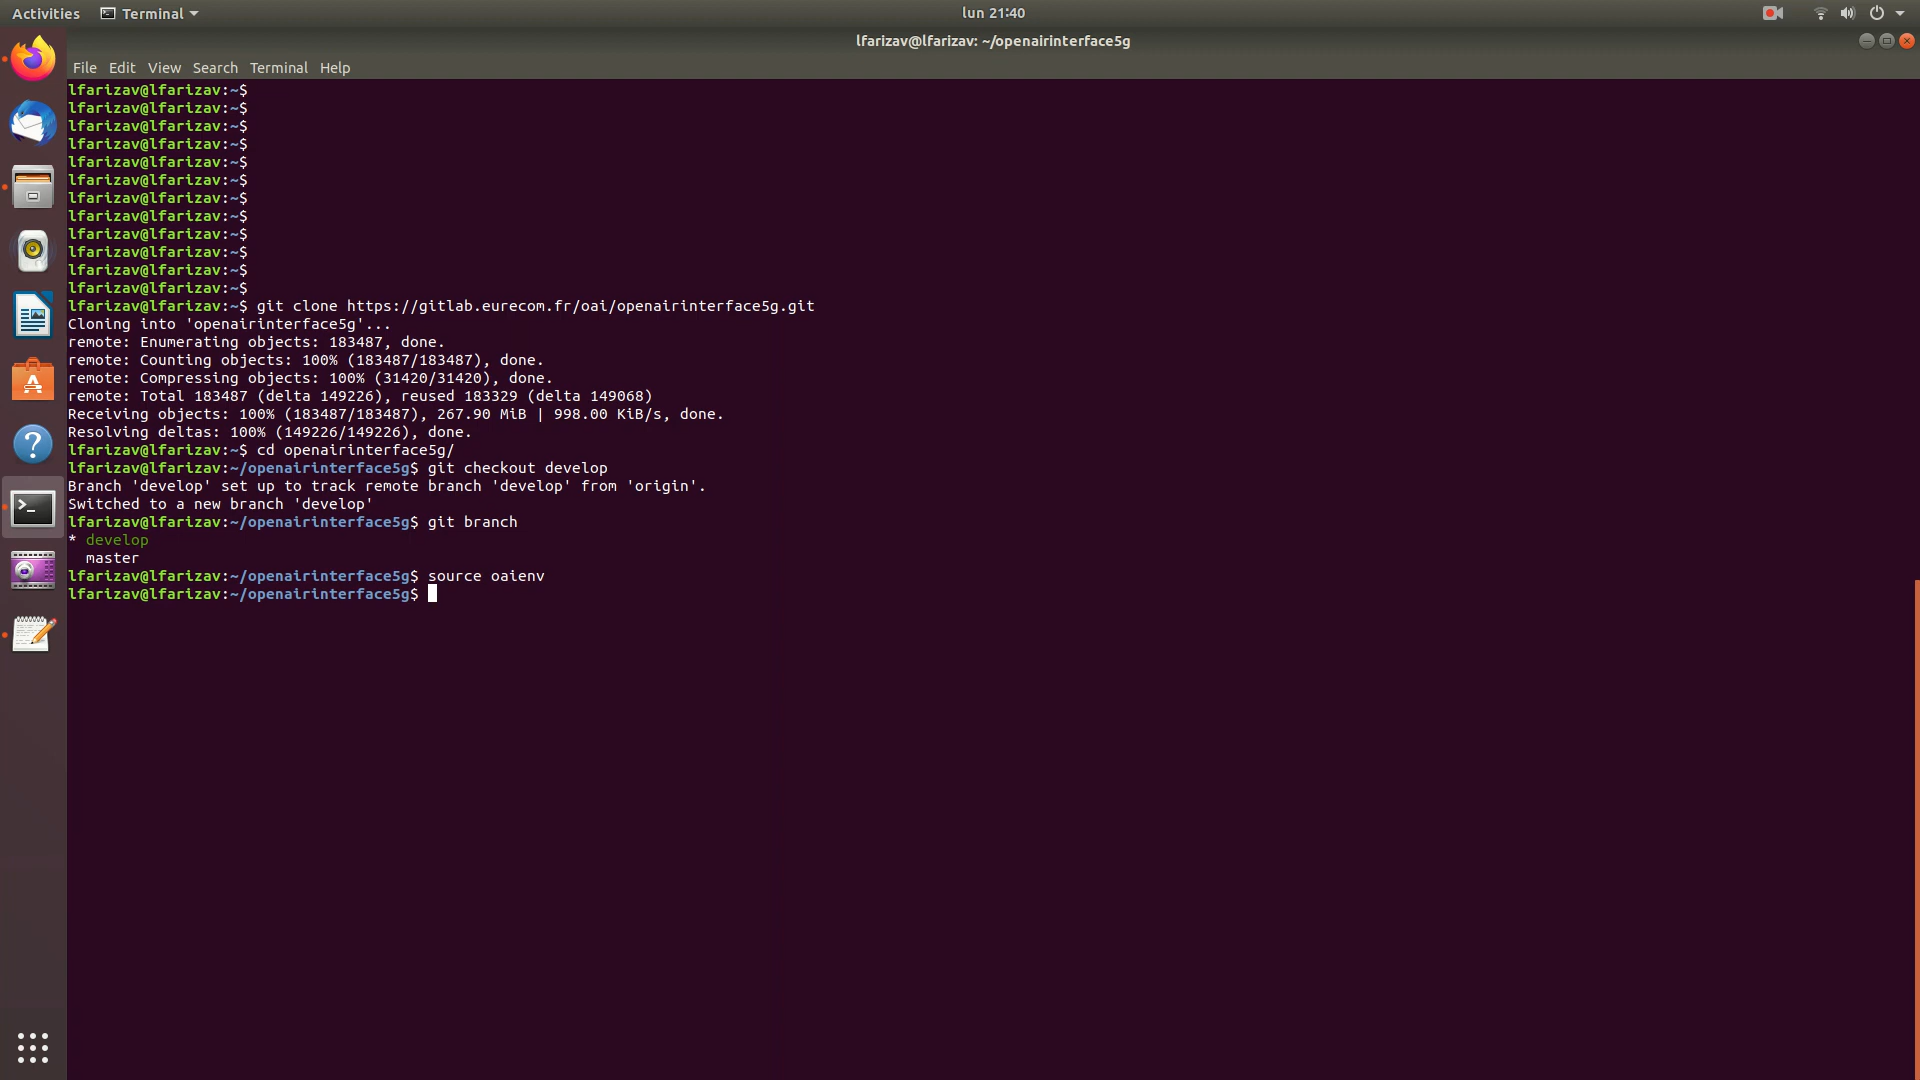 Activities Terminal lun 21:40
lfarizav@lfarizav: ~/openairinterface5g
File Edit View Search Terminal Help
lfarizav@lfarizav:~$
lfarizav@lfarizav:~$
lfarizav@lfarizav:~$
lfarizav@lfarizav:~$
lfarizav@lfarizav:~$
lfarizav@lfarizav:~$
lfarizav@lfarizav:~$
lfarizav@lfarizav:~$
lfarizav@lfarizav:~$
lfarizav@lfarizav:~$
lfarizav@lfarizav:~$
lfarizav@lfarizav:~$
lfarizav@lfarizav:~$ git clone https://gitlab.eurecom.fr/oai/openairinterface5g.git
Cloning into 'openairinterface5g'...
remote: Enumerating objects: 183487, done.
remote: Counting objects: 100% (183487/183487), done.
remote: Compressing objects: 100% (31420/31420), done.
remote: Total 183487 (delta 149226), reused 183329 (delta 149068)
Receiving objects: 100% (183487/183487), 267.90 MiB | 998.00 KiB/s, done.
Resolving deltas: 100% (149226/149226), done.
lfarizav@lfarizav:~$ cd openairinterface5g/
lfarizav@lfarizav:~/openairinterface5g$ git checkout develop
Branch 'develop' set up to track remote branch 'develop' from 'origin'.
Switched to a new branch 'develop'
lfarizav@lfarizav:~/openairinterface5g$ git branch
* develop
  master
lfarizav@lfarizav:~/openairinterface5g$ source oaienv
lfarizav@lfarizav:~/openairinterface5g$